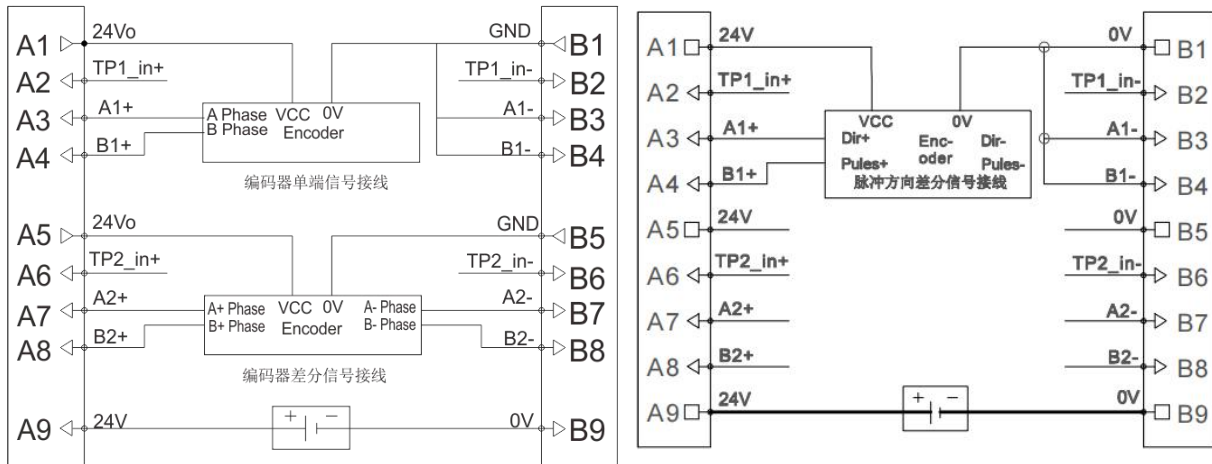 A1 24Vo GND B1
A2 TP1_in+ TP1_in- B2
A3 A1+ A Phase VCC 0V A1- B3
A4 B1+ B Phase Encoder B1- B4
编码器单端信号接线
A5 24Vo GND B5
A6 TP2_in+ TP2_in- B6
A7 A2+ A+ Phase VCC 0V A- Phase A2- B7
A8 B2+ B+ Phase Encoder B- Phase B2- B8
编码器差分信号接线
A9 24V + − 0V B9
A1 24V 0V B1
A2 TP1_in+ TP1_in- B2
VCC 0V
A3 A1+ Dir+ Enc- Dir- A1- B3
oder
A4 B1+ Pules+ Pules- B1- B4
脉冲方向差分信号接线
A5 24V 0V B5
A6 TP2_in+ TP2_in- B6
A7 A2+ A2- B7
A8 B2+ B2- B8
A9 24V + − 0V B9